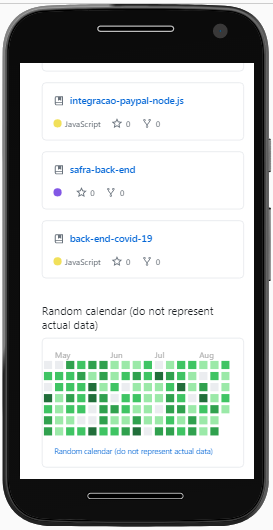 integracao-paypal-node.js
JavaScript 0 0
safra-back-end
0 0
back-end-covid-19
JavaScript 0 0
Random calendar (do not represent
actual data)
May Jun Jul Aug
Random calendar (do not represent actual data)